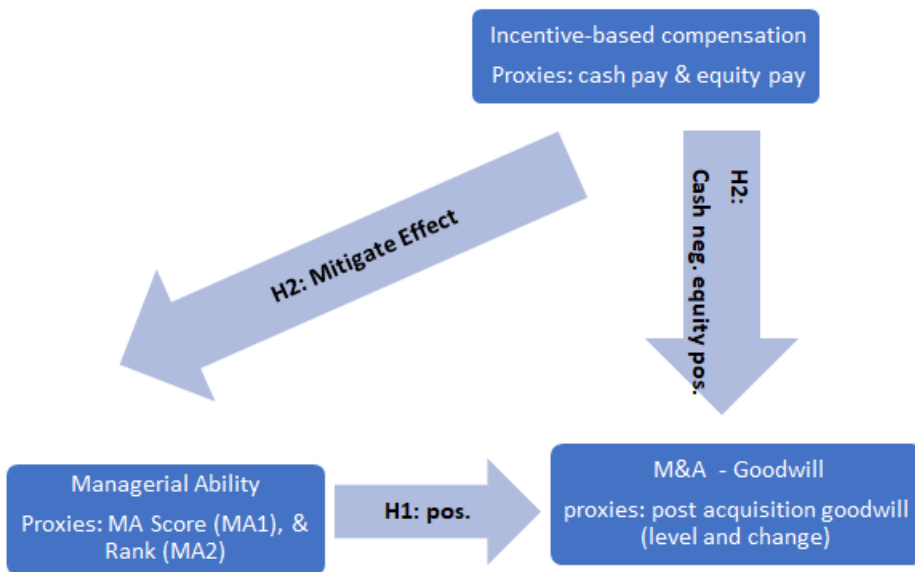 Incentive-based compensation
Proxies: cash pay & equity pay
H2:
Cash neg. equity pos.
H2: Mitigate Effect
Managerial Ability
Proxies: MA Score (MA1), &
Rank (MA2)
H1: pos.
M&A - Goodwill
proxies: post acquisition goodwill
(level and change)